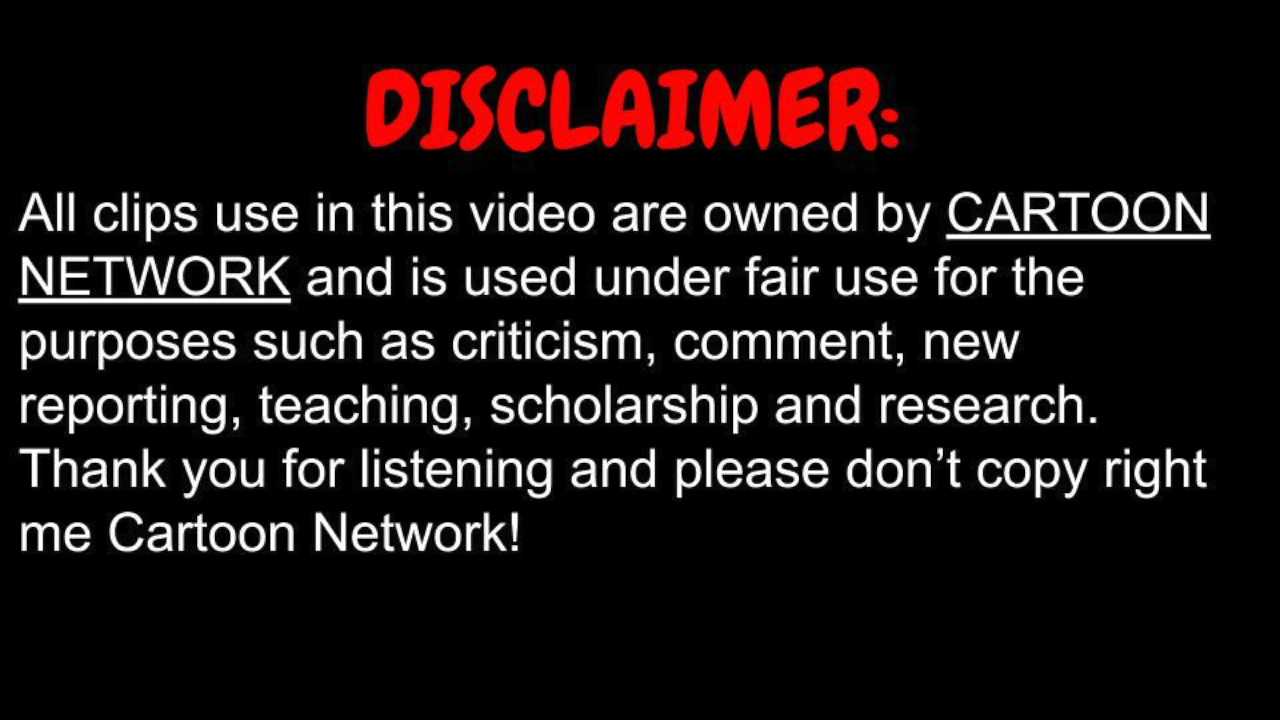 DISCLAIMER:
All clips use in this video are owned by CARTOON
NETWORK and is used under fair use for the
purposes such as criticism, comment, new
reporting, teaching, scholarship and research.
Thank you for listening and please don’t copy right
me Cartoon Network!